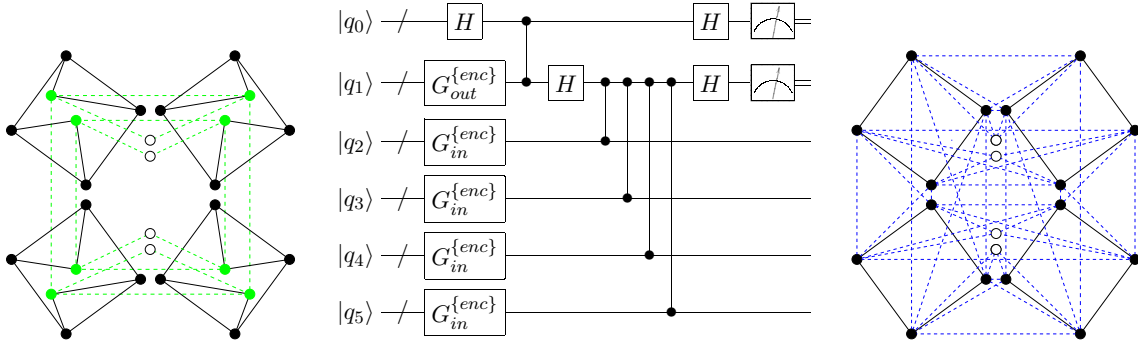 |q₀⟩ H H
|q₁⟩ G_{out}^{\{enc\}} H H
|q₂⟩ G_{in}^{\{enc\}}
|q₃⟩ G_{in}^{\{enc\}}
|q₄⟩ G_{in}^{\{enc\}}
|q₅⟩ G_{in}^{\{enc\}}